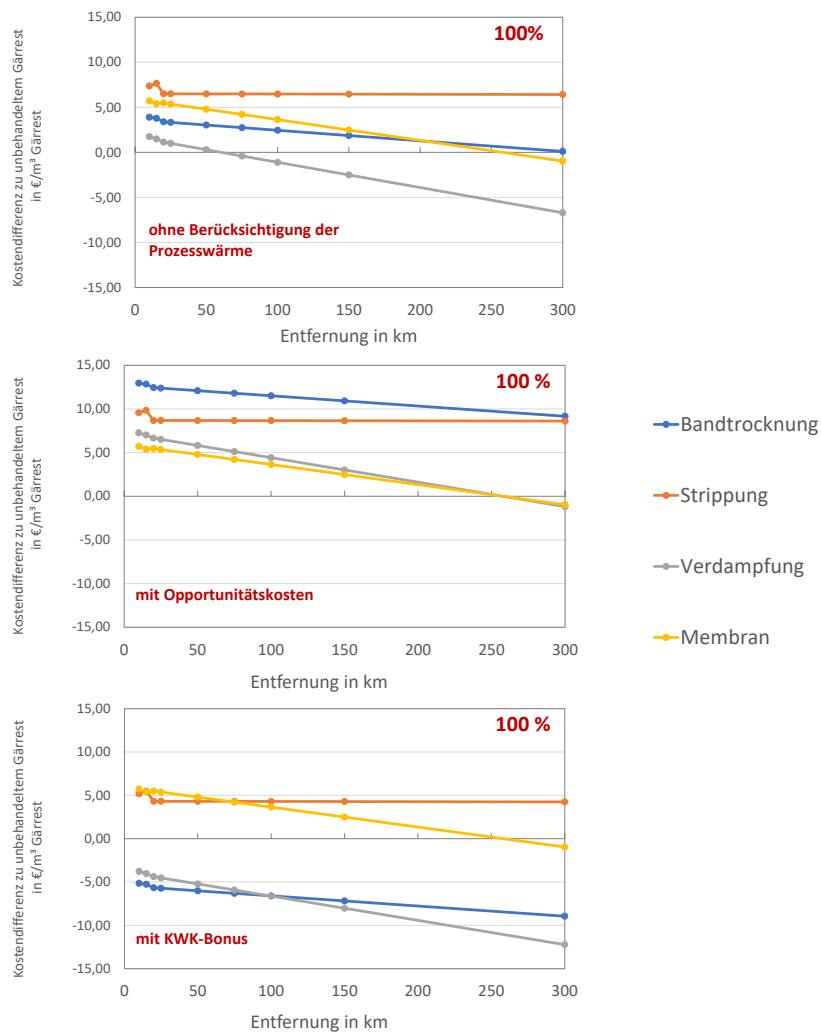 Kostendifferenz zu unbehandeltem Gärrest
in €/m³ Gärrest
15,00
10,00
5,00
0,00
-5,00
-10,00
-15,00
100%
ohne Berücksichtigung der
Prozesswärme
0
50
100
150
200
250
300
Entfernung in km
Kostendifferenz zu unbehandeltem Gärrest
in €/m³ Gärrest
15,00
10,00
5,00
0,00
-5,00
-10,00
-15,00
100 %
mit Opportunitätskosten
0
50
100
150
200
250
300
Entfernung in km
Bandtrocknung
Strippung
Verdampfung
Membran
Kostendifferenz zu unbehandeltem Gärrest
in €/m³ Gärrest
15,00
10,00
5,00
0,00
-5,00
-10,00
-15,00
100 %
mit KWK-Bonus
0
50
100
150
200
250
300
Entfernung in km